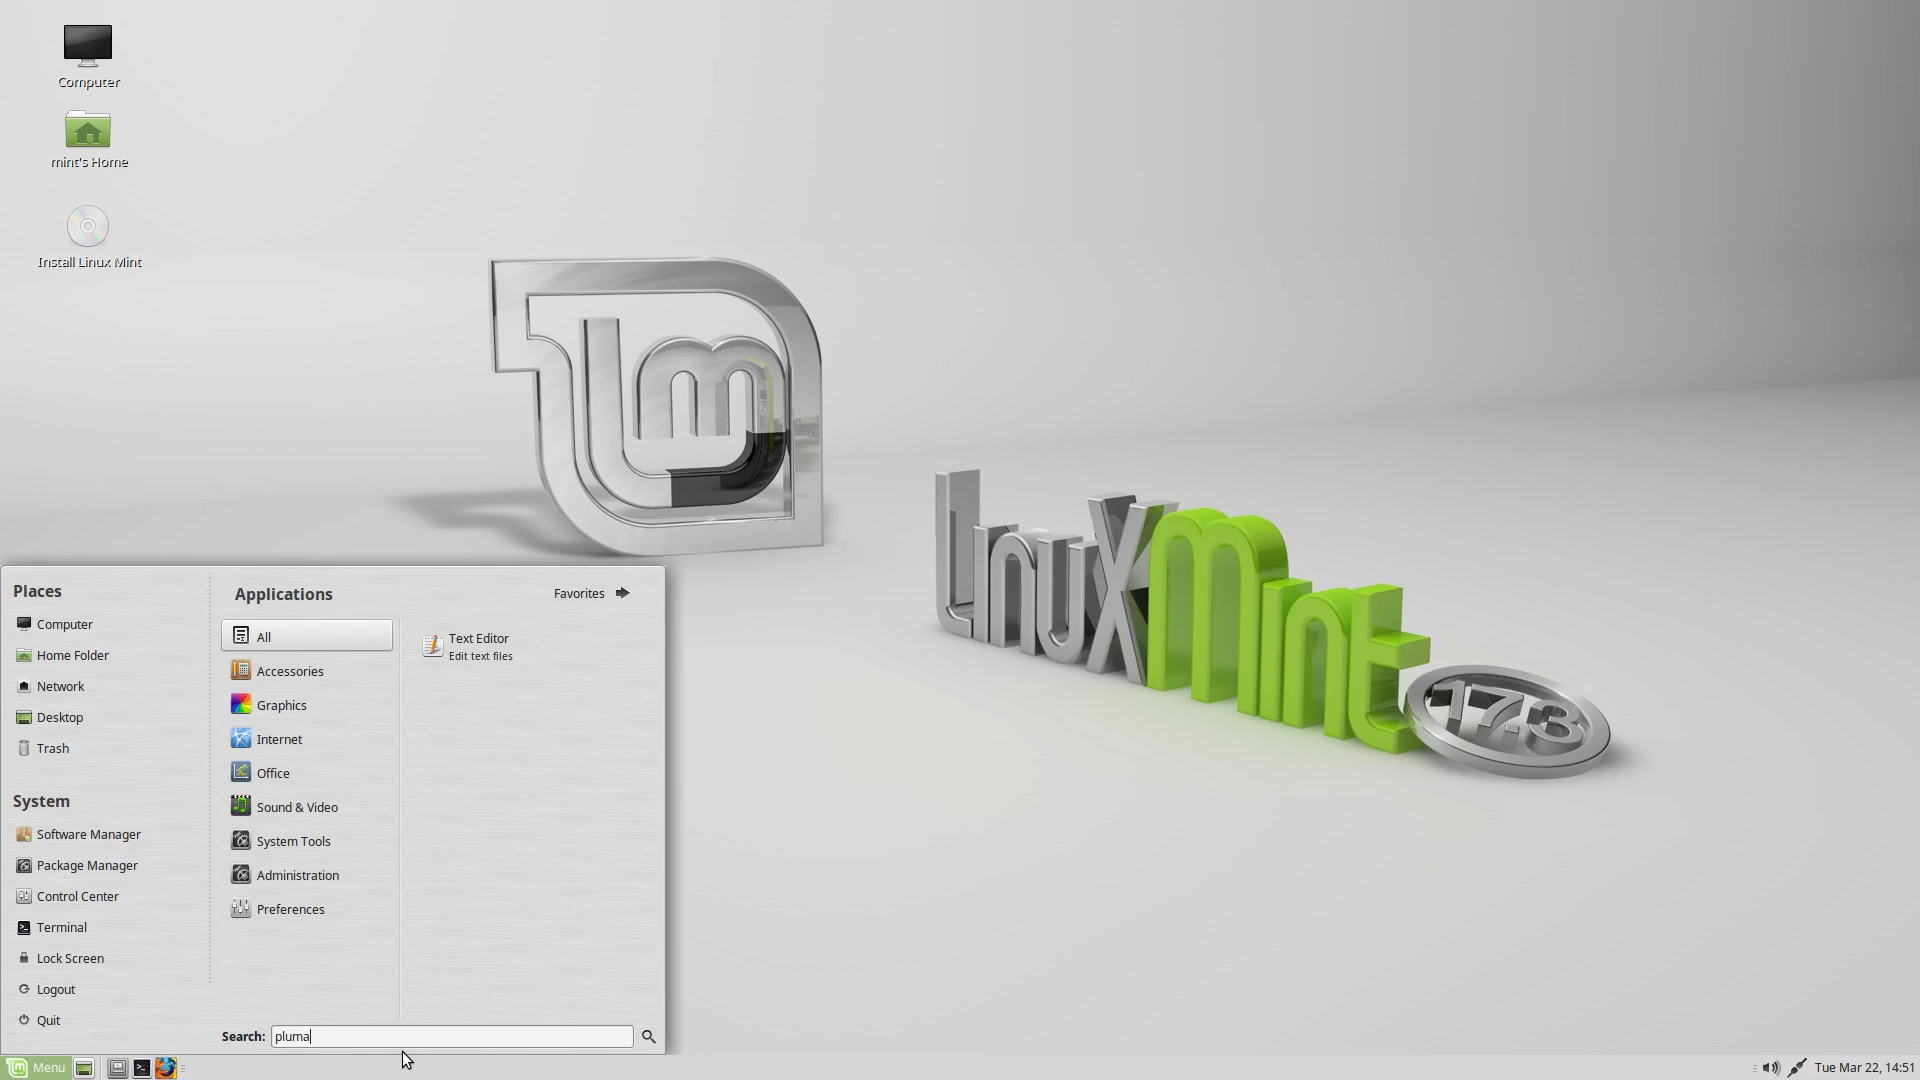 Computer
mint's Home
Install Linux Mint
lm
LinuxMint
17.3
Places
Computer
Home Folder
Network
Desktop
Trash
System
Software Manager
Package Manager
Control Center
Terminal
Lock Screen
Logout
Quit
Applications
Favorites
All
Accessories
Graphics
Internet
Office
Sound & Video
System Tools
Administration
Preferences
Text Editor
Edit text files
Search: pluma
Menu
Tue Mar 22, 14:51